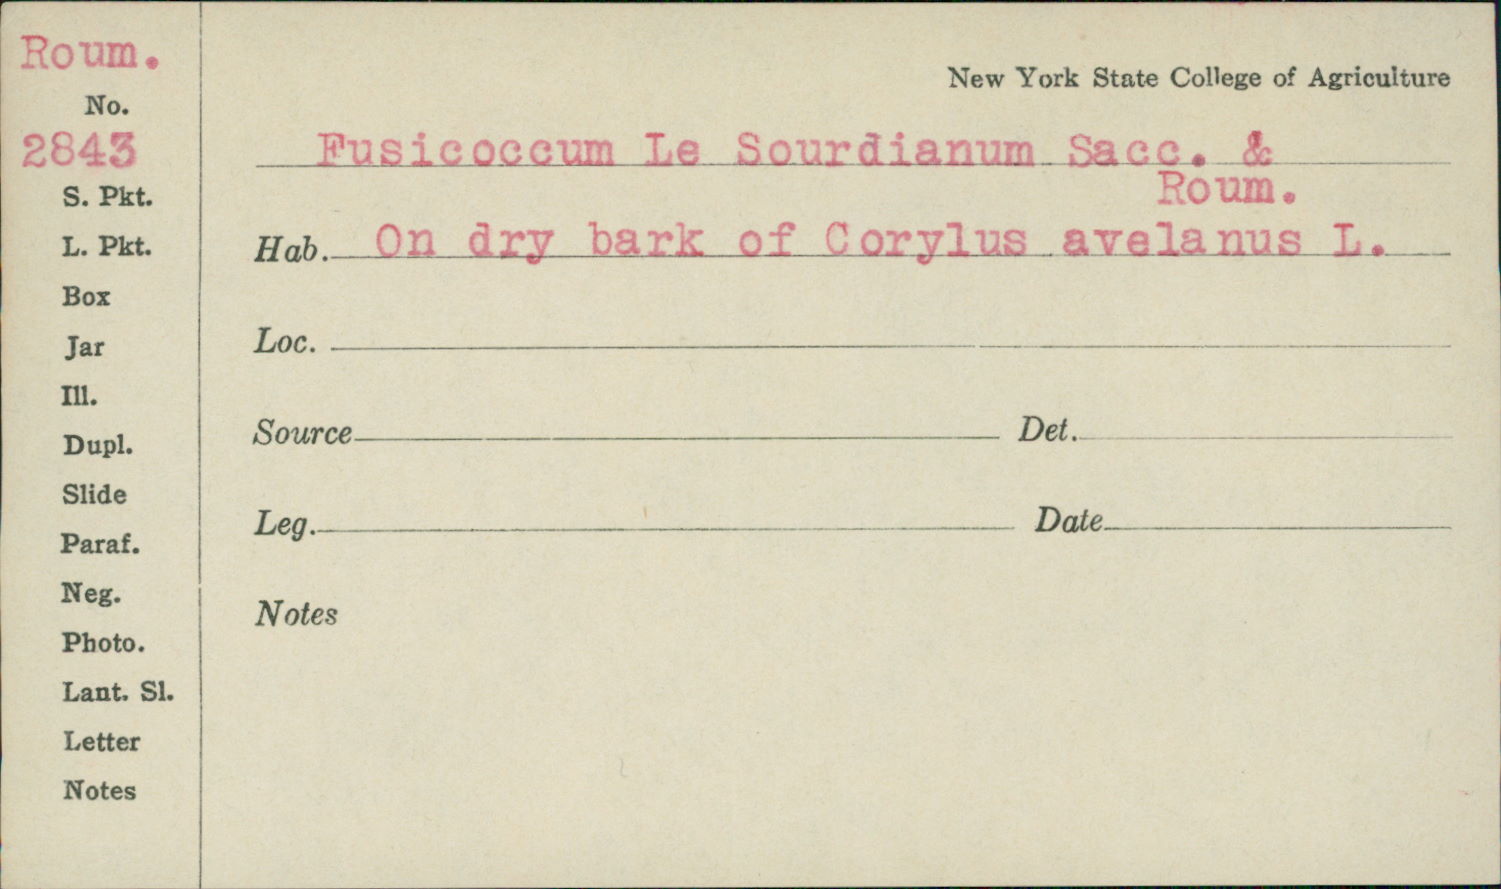 Roum.
No.
2843
S. Pkt.
L. Pkt.
Box
Jar
Ill.
Dupl.
Slide
Paraf.
Neg.
Photo.
Lant. Sl.
Letter
Notes
New York State College of Agriculture
Fusicoccum Le Sourdianum Sacc. &
Roum.
Hab. On dry bark of Corylus avelanus L.
Loc.
Source Det.
Leg. Date
Notes